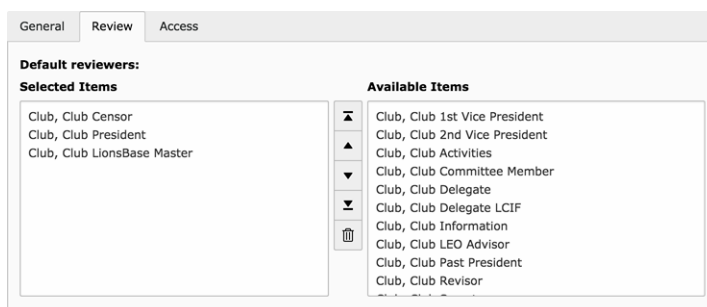 General Review Access
Default reviewers:
Selected Items
Club, Club Censor
Club, Club President
Club, Club LionsBase Master
Available Items
Club, Club 1st Vice President
Club, Club 2nd Vice President
Club, Club Activities
Club, Club Committee Member
Club, Club Delegate
Club, Club Delegate LCIF
Club, Club Information
Club, Club LEO Advisor
Club, Club Past President
Club, Club Revisor